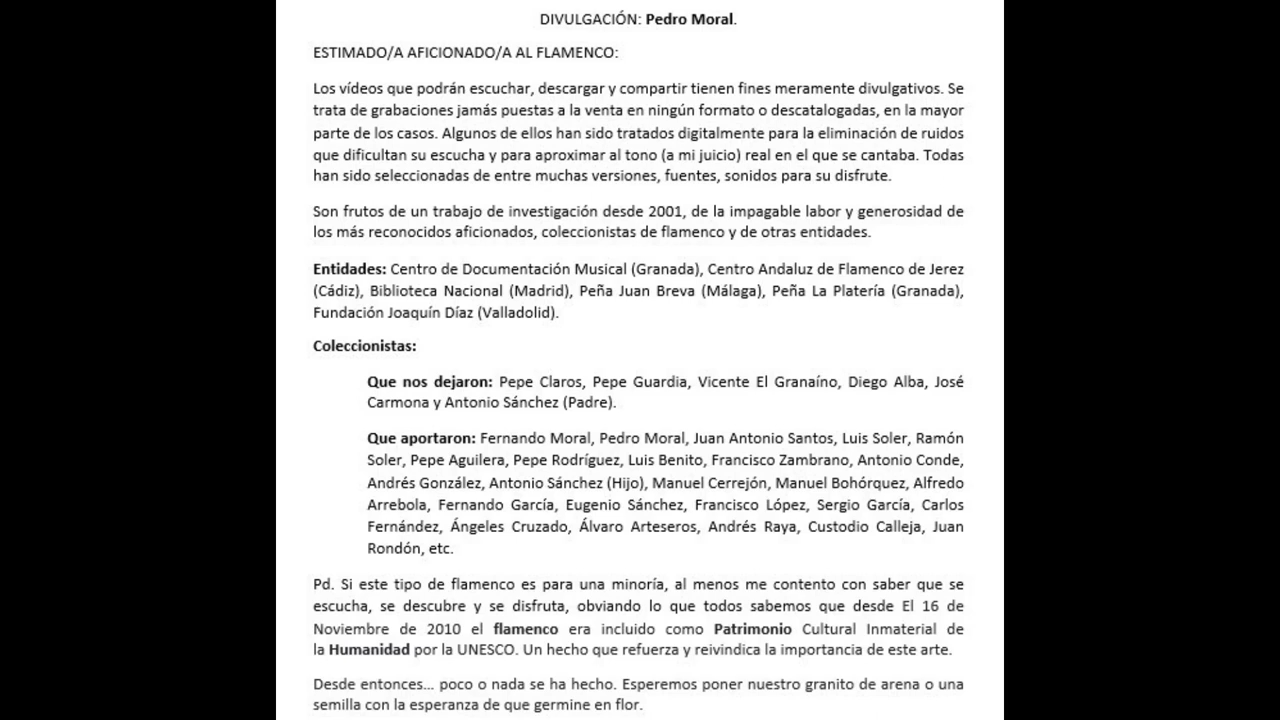 DIVULGACIÓN: Pedro Moral.
ESTIMADO/A AFICIONADO/A AL FLAMENCO:
Los vídeos que podrán escuchar, descargar y compartir tienen fines meramente divulgativos. Se
trata de grabaciones jamás puestas a la venta en ningún formato o descatalogadas, en la mayor
parte de los casos. Algunos de ellos han sido tratados digitalmente para la eliminación de ruidos
que dificultan su escucha y para aproximar al tono (a mi juicio) real en el que se cantaba. Todas
han sido seleccionadas de entre muchas versiones, fuentes, sonidos para su disfrute.
Son frutos de un trabajo de investigación desde 2001, de la impagable labor y generosidad de
los más reconocidos aficionados, coleccionistas de flamenco y de otras entidades.
Entidades: Centro de Documentación Musical (Granada), Centro Andaluz de Flamenco de Jerez
(Cádiz), Biblioteca Nacional (Madrid), Peña Juan Breva (Málaga), Peña La Platería (Granada),
Fundación Joaquín Díaz (Valladolid).
Coleccionistas:
Que nos dejaron: Pepe Claros, Pepe Guardia, Vicente El Granaíno, Diego Alba, José
Carmona y Antonio Sánchez (Padre).
Que aportaron: Fernando Moral, Pedro Moral, Juan Antonio Santos, Luis Soler, Ramón
Soler, Pepe Aguilera, Pepe Rodríguez, Luis Benito, Francisco Zambrano, Antonio Conde,
Andrés González, Antonio Sánchez (Hijo), Manuel Cerrejón, Manuel Bohórquez, Alfredo
Arrebola, Fernando García, Eugenio Sánchez, Francisco López, Sergio García, Carlos
Fernández, Ángeles Cruzado, Álvaro Arteseros, Andrés Raya, Custodio Calleja, Juan
Rondón, etc.
Pd. Si este tipo de flamenco es para una minoría, al menos me contento con saber que se
escucha, se descubre y se disfruta, obviando lo que todos sabemos que desde El 16 de
Noviembre de 2010 el flamenco era incluido como Patrimonio Cultural Inmaterial de
la Humanidad por la UNESCO. Un hecho que refuerza y reivindica la importancia de este arte.
Desde entonces... poco o nada se ha hecho. Esperemos poner nuestro granito de arena o una
semilla con la esperanza de que germine en flor.